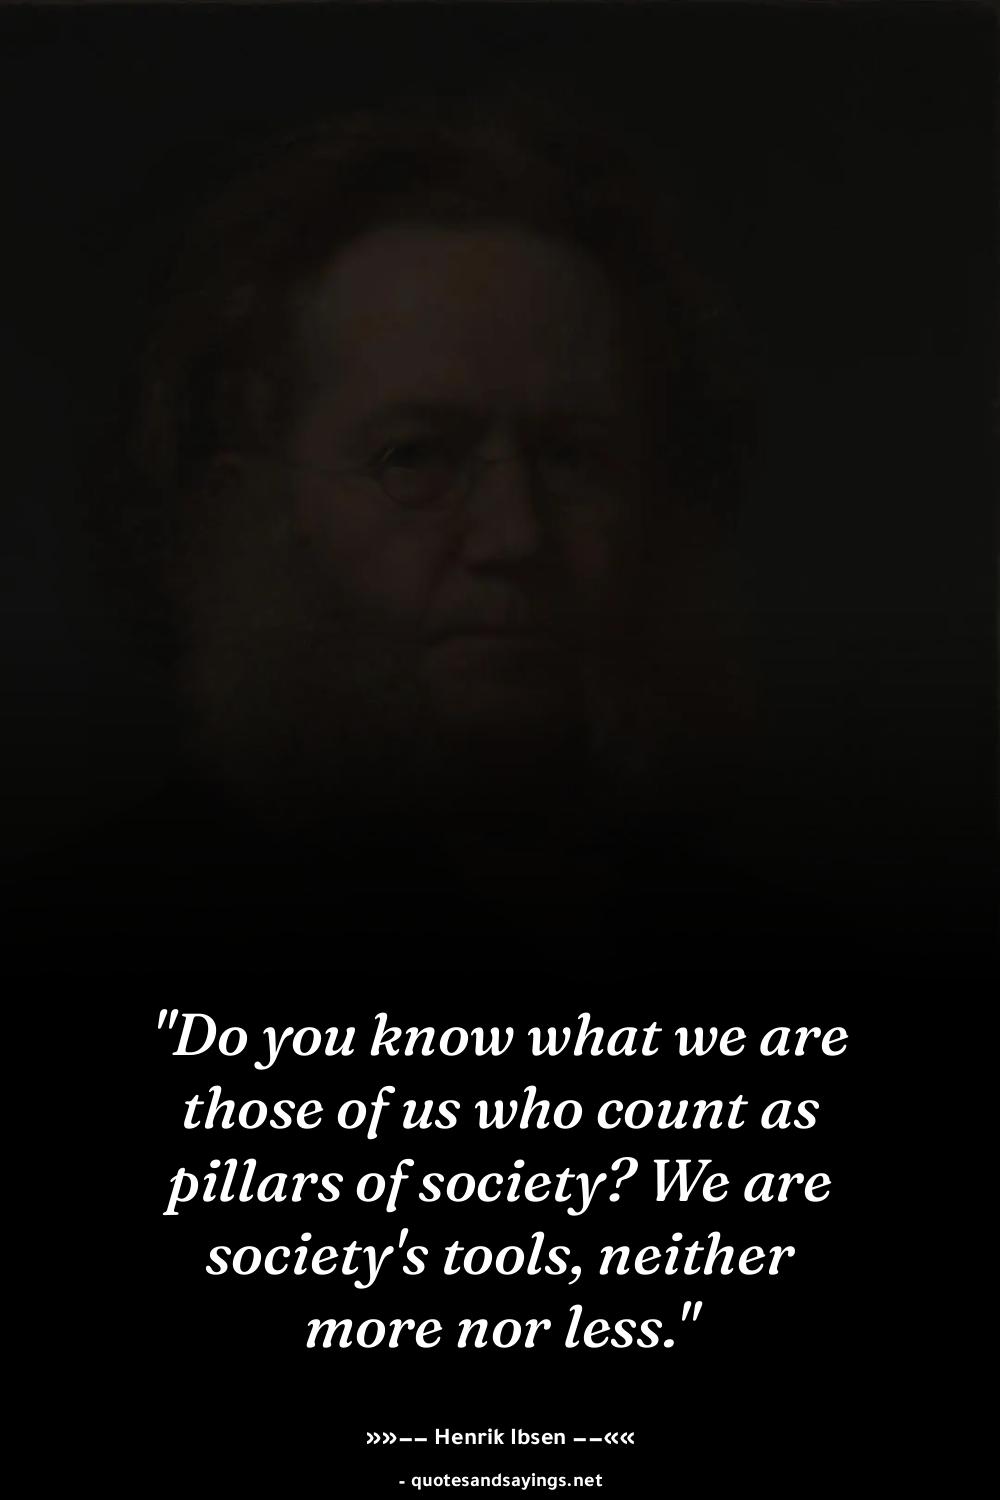 "Do you know what we are
those of us who count as
pillars of society? We are
society's tools, neither
more nor less."
»»–– Henrik Ibsen ––««
- quotesandsayings.net